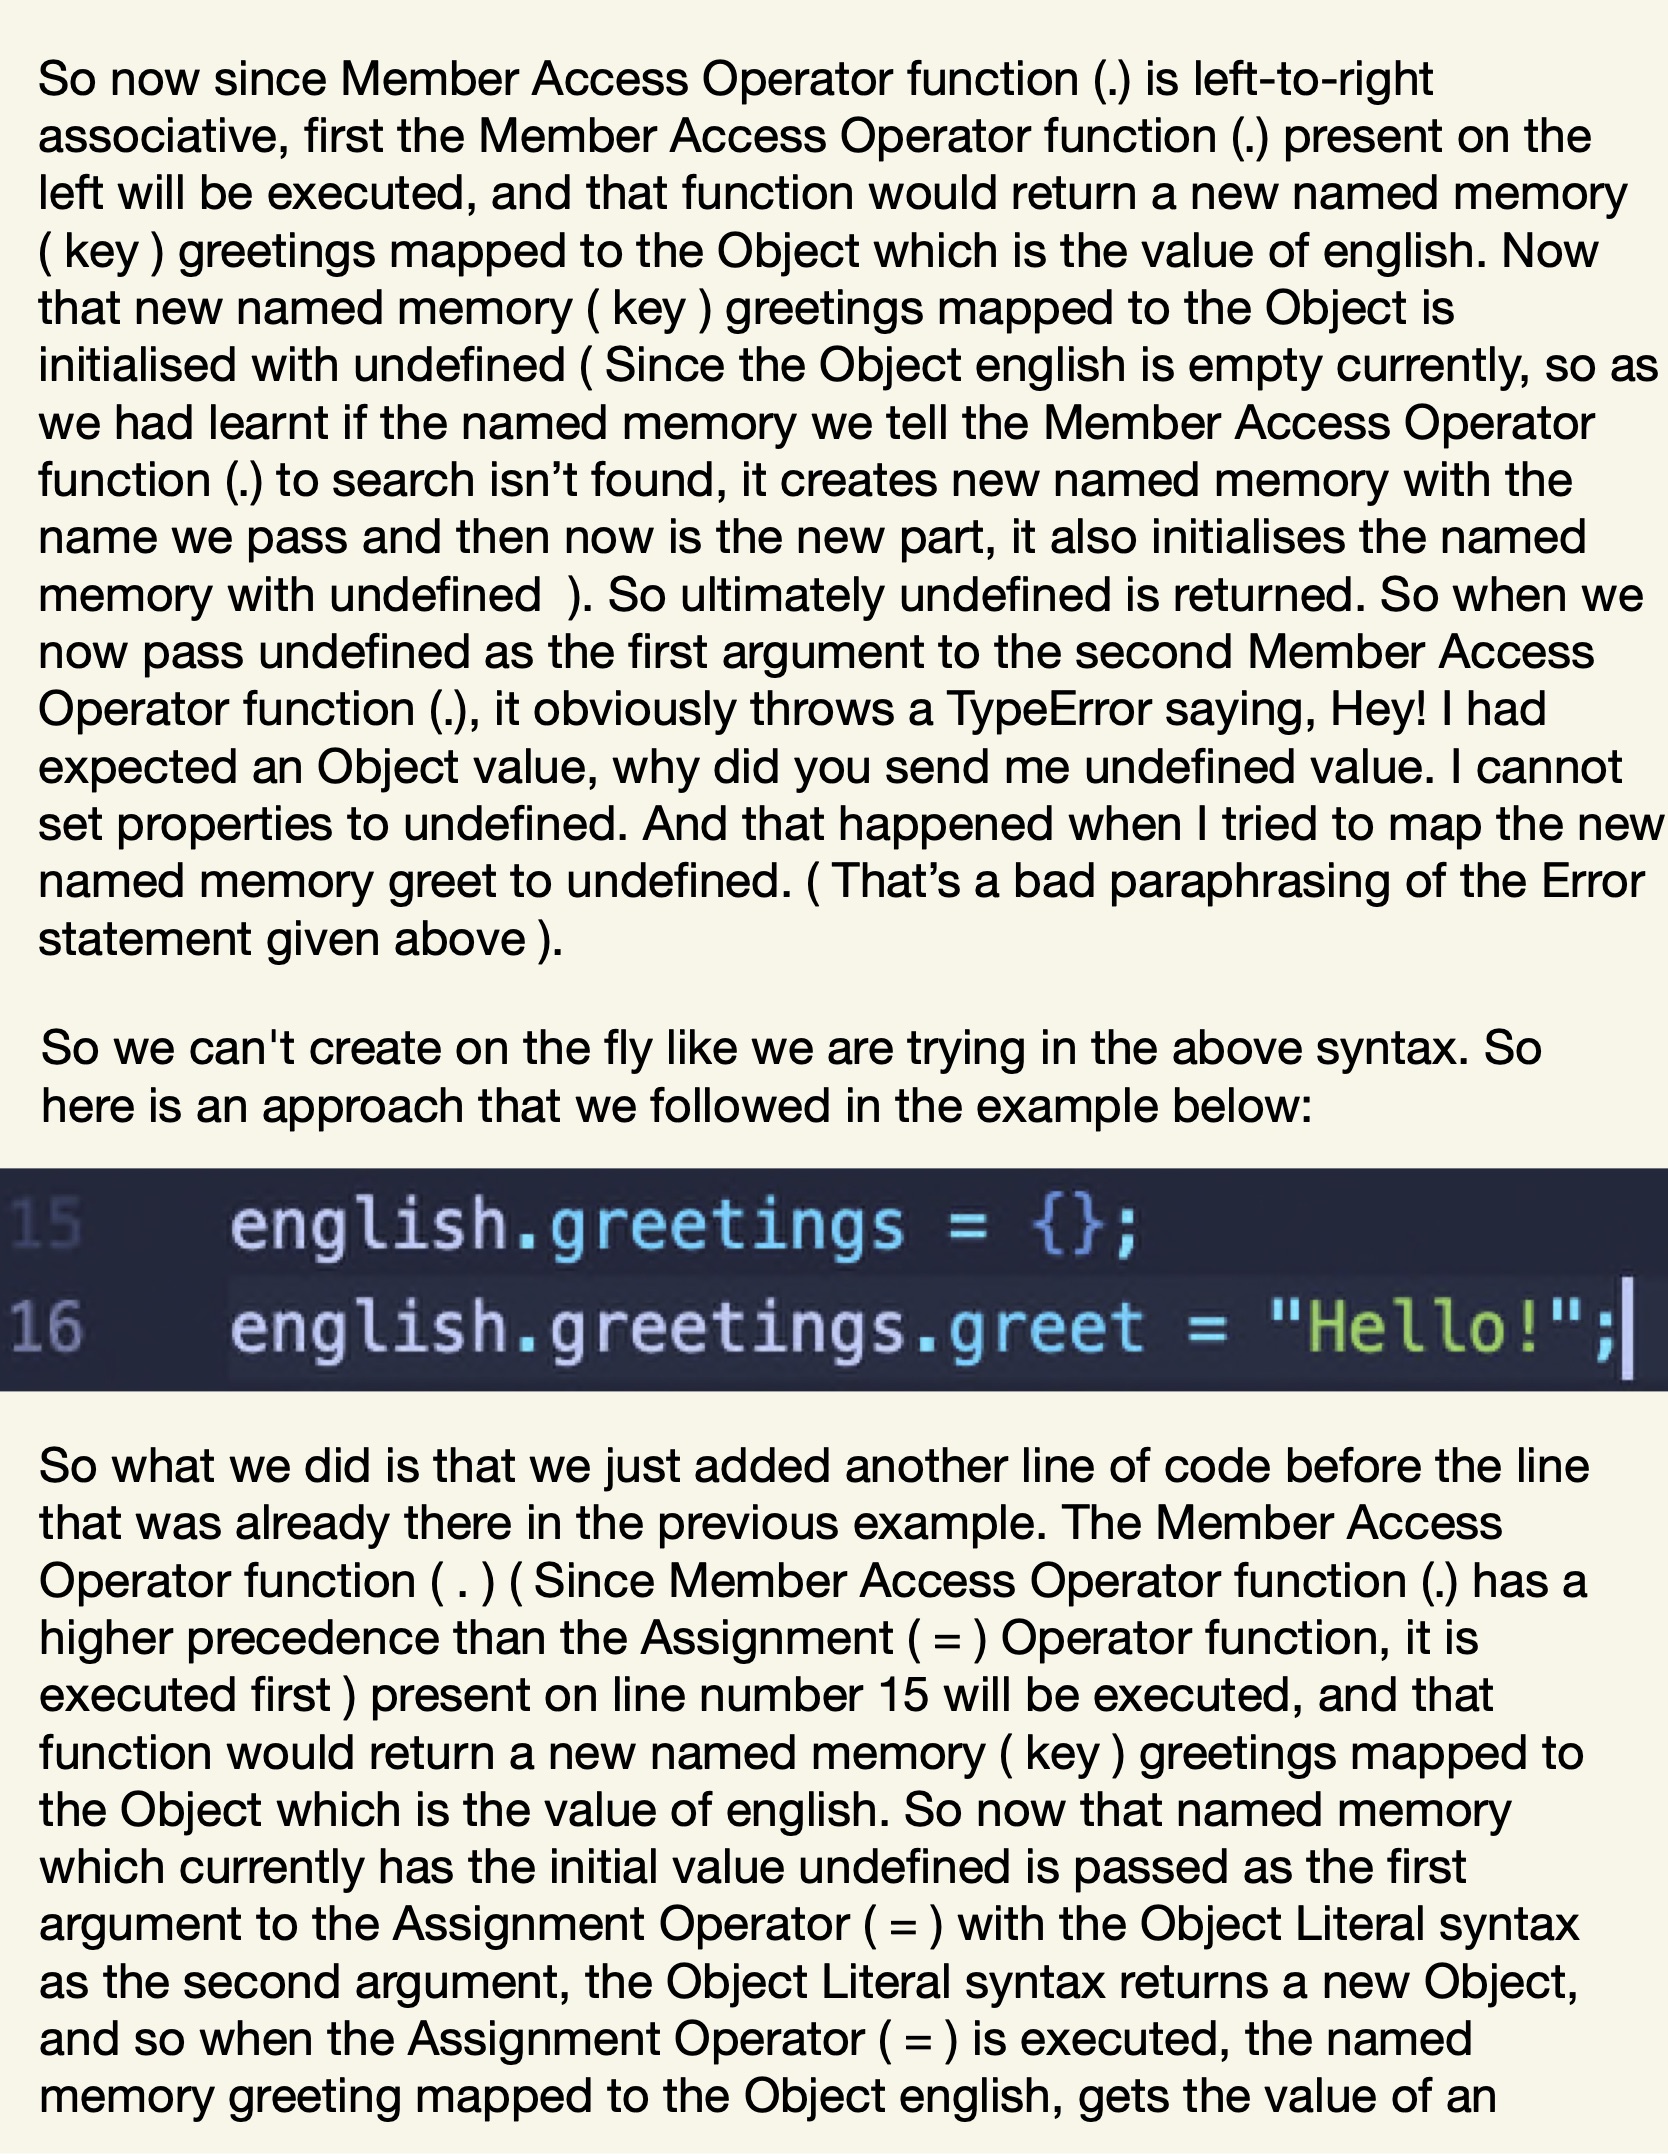 So now since Member Access Operator function (.) is left-to-right
associative, first the Member Access Operator function (.) present on the
left will be executed, and that function would return a new named memory
( key ) greetings mapped to the Object which is the value of english. Now
that new named memory ( key ) greetings mapped to the Object is
initialised with undefined ( Since the Object english is empty currently, so as
we had learnt if the named memory we tell the Member Access Operator
function (.) to search isn’t found, it creates new named memory with the
name we pass and then now is the new part, it also initialises the named
memory with undefined  ). So ultimately undefined is returned. So when we
now pass undefined as the first argument to the second Member Access
Operator function (.), it obviously throws a TypeError saying, Hey! I had
expected an Object value, why did you send me undefined value. I cannot
set properties to undefined. And that happened when I tried to map the new
named memory greet to undefined. ( That’s a bad paraphrasing of the Error
statement given above ).
So we can't create on the fly like we are trying in the above syntax. So
here is an approach that we followed in the example below:
15 english.greetings = {};
16 english.greetings.greet = "Hello!";
So what we did is that we just added another line of code before the line
that was already there in the previous example. The Member Access
Operator function ( . ) ( Since Member Access Operator function (.) has a
higher precedence than the Assignment ( = ) Operator function, it is
executed first ) present on line number 15 will be executed, and that
function would return a new named memory ( key ) greetings mapped to
the Object which is the value of english. So now that named memory
which currently has the initial value undefined is passed as the first
argument to the Assignment Operator ( = ) with the Object Literal syntax
as the second argument, the Object Literal syntax returns a new Object,
and so when the Assignment Operator ( = ) is executed, the named
memory greeting mapped to the Object english, gets the value of an